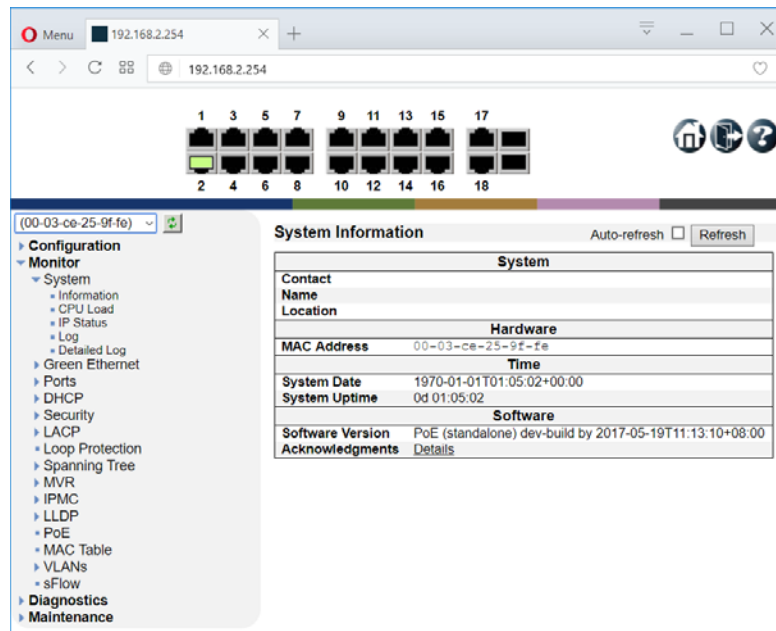 Menu 192.168.2.254
192.168.2.254
1 3 5 7 9 11 13 15 17
2 4 6 8 10 12 14 16 18
?
(00-03-ce-25-9f-fe)
Configuration
Monitor
System
Information
CPU Load
IP Status
Log
Detailed Log
Green Ethernet
Ports
DHCP
Security
LACP
Loop Protection
Spanning Tree
MVR
IPMC
LLDP
PoE
MAC Table
VLANs
sFlow
Diagnostics
Maintenance
System Information Auto-refresh Refresh
System
Contact
Name
Location
Hardware
MAC Address 00-03-ce-25-9f-fe
Time
System Date 1970-01-01T01:05:02+00:00
System Uptime 0d 01:05:02
Software
Software Version PoE (standalone) dev-build by 2017-05-19T11:13:10+08:00
Acknowledgments Details